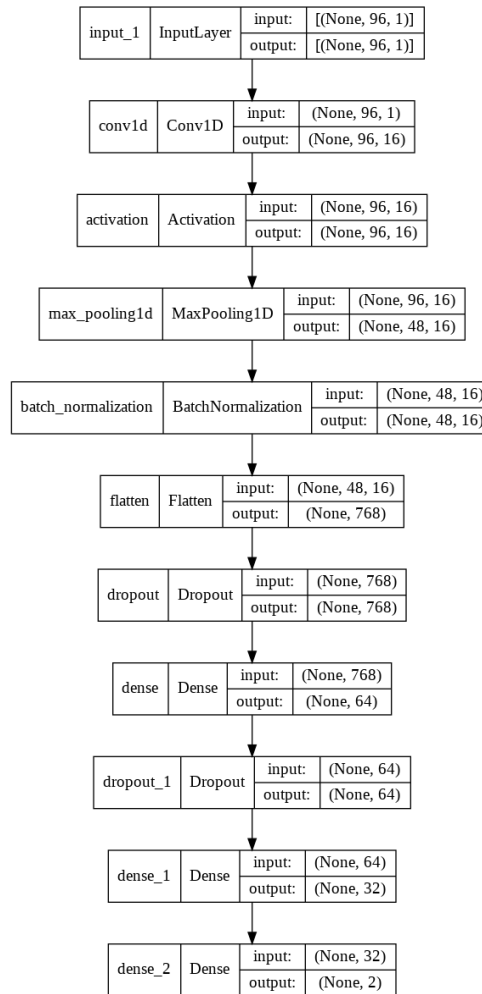 input_1 InputLayer input: [(None, 96, 1)]
output: [(None, 96, 1)]
conv1d Conv1D input: (None, 96, 1)
output: (None, 96, 16)
activation Activation input: (None, 96, 16)
output: (None, 96, 16)
max_pooling1d MaxPooling1D input: (None, 96, 16)
output: (None, 48, 16)
batch_normalization BatchNormalization input: (None, 48, 16)
output: (None, 48, 16)
flatten Flatten input: (None, 48, 16)
output: (None, 768)
dropout Dropout input: (None, 768)
output: (None, 768)
dense Dense input: (None, 768)
output: (None, 64)
dropout_1 Dropout input: (None, 64)
output: (None, 64)
dense_1 Dense input: (None, 64)
output: (None, 32)
dense_2 Dense input: (None, 32)
output: (None, 2)